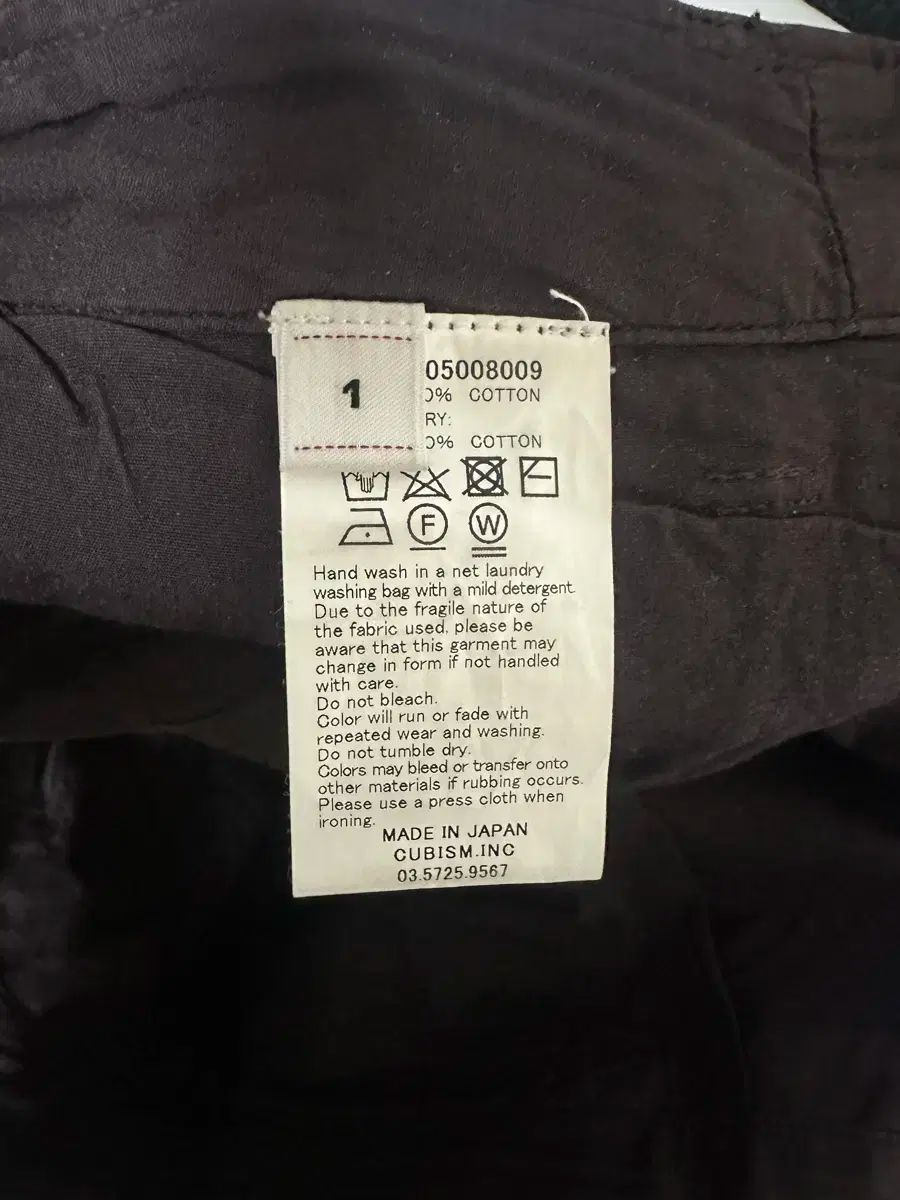 1
05008009
0% COTTON
RY:
0% COTTON
F
W
Hand wash in a net laundry
washing bag with a mild detergent.
Due to the fragile nature of
the fabric used, please be
aware that this garment may
change in form if not handled
with care.
Do not bleach.
Color will run or fade with
repeated wear and washing.
Do not tumble dry.
Colors may bleed or transfer onto
other materials if rubbing occurs.
Please use a press cloth when
ironing.
MADE IN JAPAN
CUBISM.INC
03.5725.9567